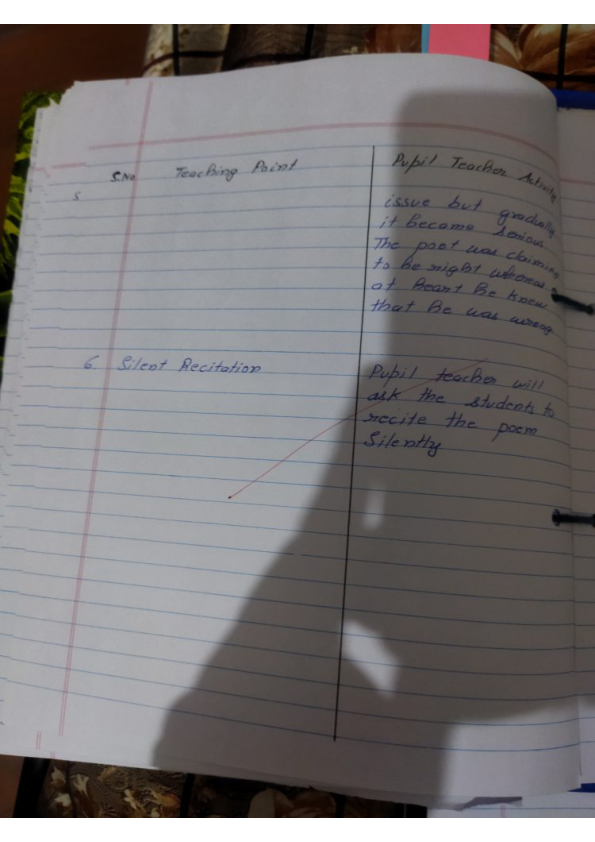 S.No Teaching Point Pupil Teacher Activity
5
issue but gradually
it became serious.
The poet was claiming
to be right whereas
at heart he knew
that he was wrong
6. Silent Recitation
Pupil teacher will
ask the students to
recite the poem
Silently